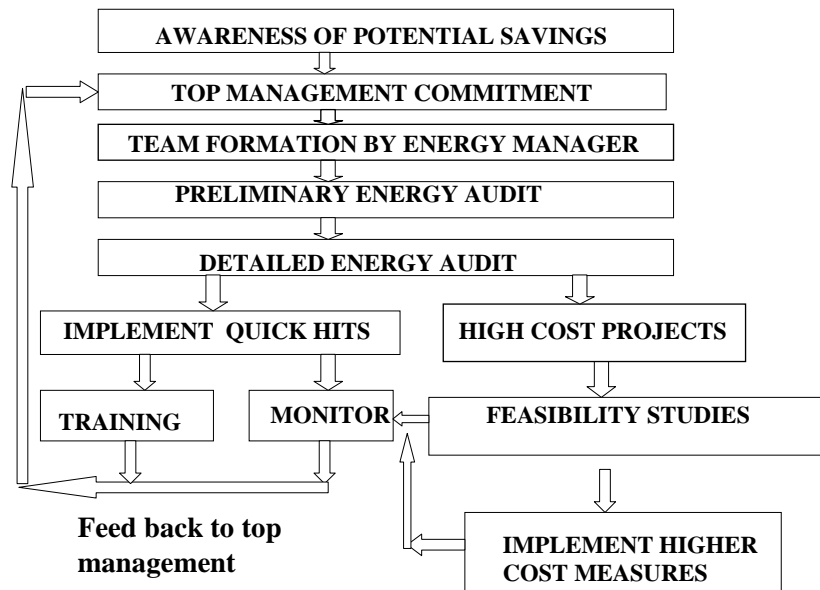 AWARENESS OF POTENTIAL SAVINGS
TOP MANAGEMENT COMMITMENT
TEAM FORMATION BY ENERGY MANAGER
PRELIMINARY ENERGY AUDIT
DETAILED ENERGY AUDIT
IMPLEMENT QUICK HITS
HIGH COST PROJECTS
TRAINING
MONITOR
FEASIBILITY STUDIES
Feed back to top
management
IMPLEMENT HIGHER
COST MEASURES